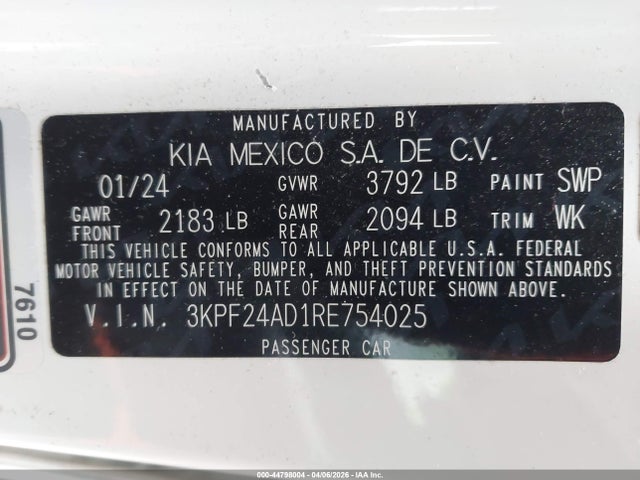 MANUFACTURED BY
KIA MEXICO S.A. DE C.V.
01/24 GVWR 3792 LB PAINT SWP
GAWR FRONT 2183 LB GAWR REAR 2094 LB TRIM WK
THIS VEHICLE CONFORMS TO ALL APPLICABLE U.S.A. FEDERAL
MOTOR VEHICLE SAFETY, BUMPER, AND THEFT PREVENTION STANDARDS
IN EFFECT ON THE DATE OF MANUFACTURE SHOWN ABOVE.
V.I.N. 3KPF24AD1RE754025
PASSENGER CAR
7610
000-44798004 - 04/06/2026 - IAA Inc.